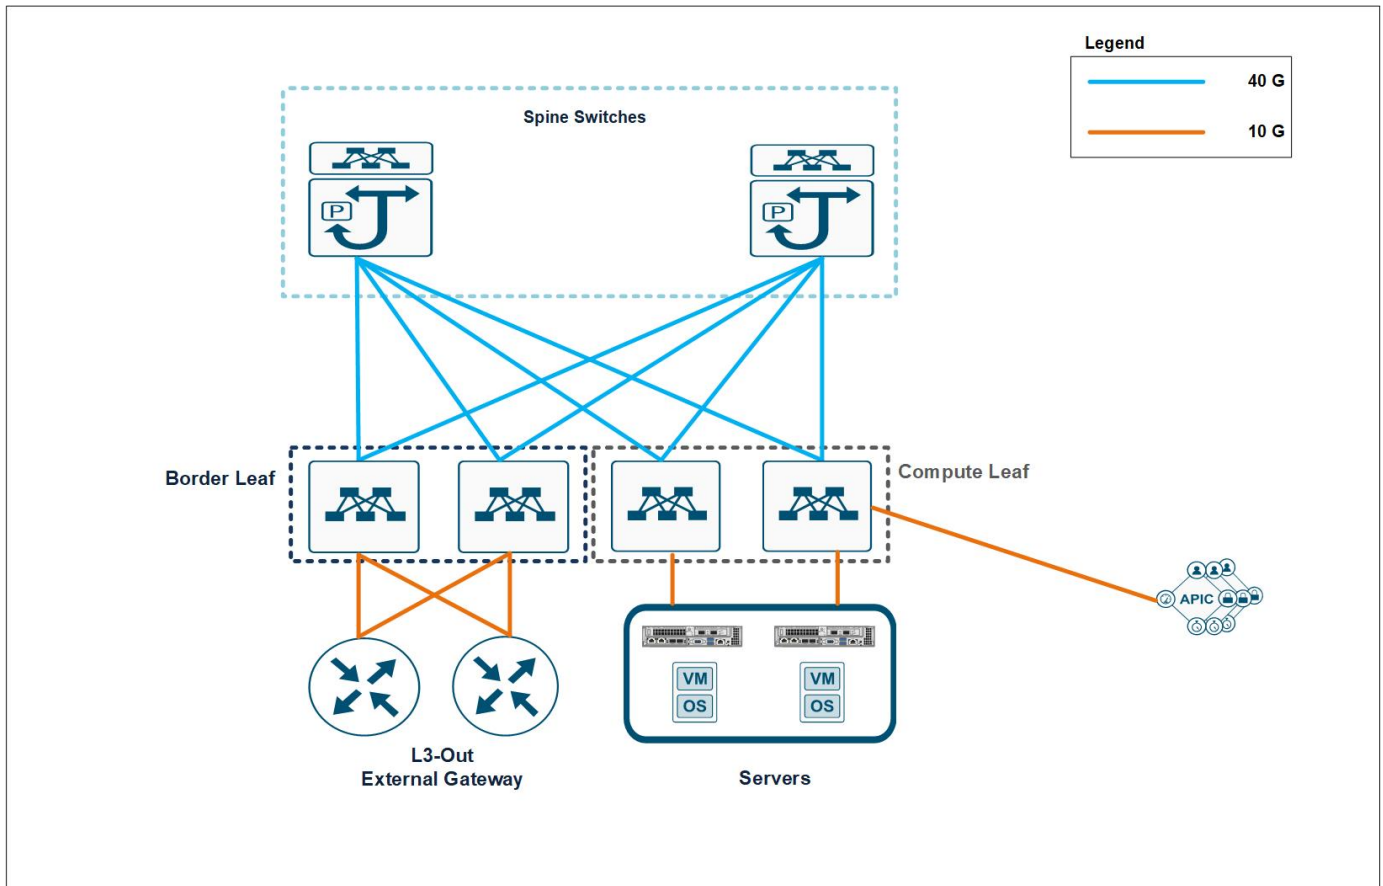 Legend
40 G
10 G
Spine Switches
P
P
Border Leaf
Compute Leaf
APIC
VM
OS
VM
OS
L3-Out
External Gateway
Servers